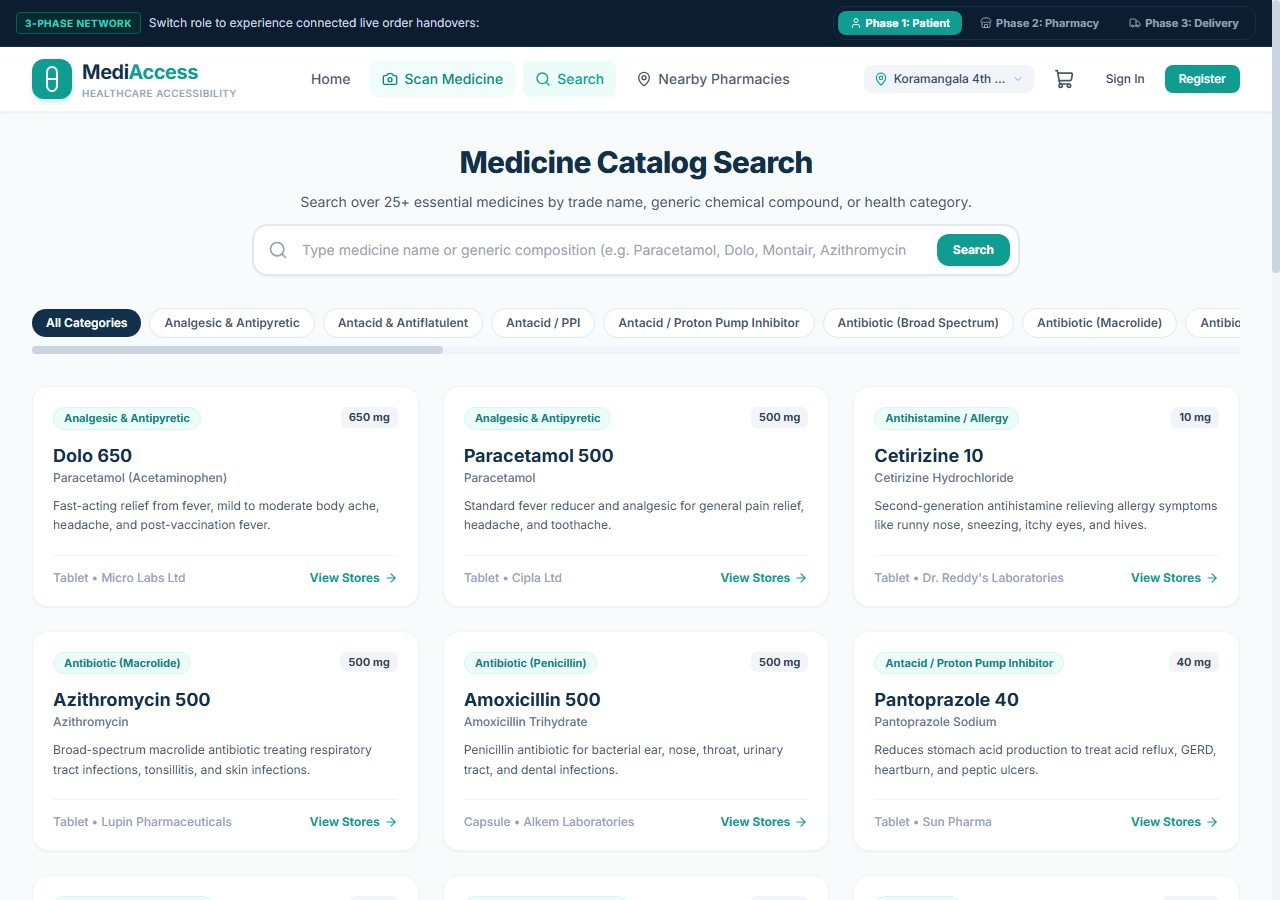 3-PHASE NETWORK
Switch role to experience connected live order handovers:
Phase 1: Patient
Phase 2: Pharmacy
Phase 3: Delivery
MediAccess
HEALTHCARE ACCESSIBILITY
Home
Scan Medicine
Search
Nearby Pharmacies
Koramangala 4th ...
Sign In
Register
Medicine Catalog Search
Search over 25+ essential medicines by trade name, generic chemical compound, or health category.
Type medicine name or generic composition (e.g. Paracetamol, Dolo, Montair, Azithromycin
Search
All Categories
Analgesic & Antipyretic
Antacid & Antiflatulent
Antacid / PPI
Antacid / Proton Pump Inhibitor
Antibiotic (Broad Spectrum)
Antibiotic (Macrolide)
Antibio
Analgesic & Antipyretic
650 mg
Dolo 650
Paracetamol (Acetaminophen)
Fast-acting relief from fever, mild to moderate body ache,
headache, and post-vaccination fever.
Tablet • Micro Labs Ltd
View Stores
Analgesic & Antipyretic
500 mg
Paracetamol 500
Paracetamol
Standard fever reducer and analgesic for general pain relief,
headache, and toothache.
Tablet • Cipla Ltd
View Stores
Antihistamine / Allergy
10 mg
Cetirizine 10
Cetirizine Hydrochloride
Second-generation antihistamine relieving allergy symptoms
like runny nose, sneezing, itchy eyes, and hives.
Tablet • Dr. Reddy's Laboratories
View Stores
Antibiotic (Macrolide)
500 mg
Azithromycin 500
Azithromycin
Broad-spectrum macrolide antibiotic treating respiratory
tract infections, tonsillitis, and skin infections.
Tablet • Lupin Pharmaceuticals
View Stores
Antibiotic (Penicillin)
500 mg
Amoxicillin 500
Amoxicillin Trihydrate
Penicillin antibiotic for bacterial ear, nose, throat, urinary
tract, and dental infections.
Capsule • Alkem Laboratories
View Stores
Antacid / Proton Pump Inhibitor
40 mg
Pantoprazole 40
Pantoprazole Sodium
Reduces stomach acid production to treat acid reflux, GERD,
heartburn, and peptic ulcers.
Tablet • Sun Pharma
View Stores